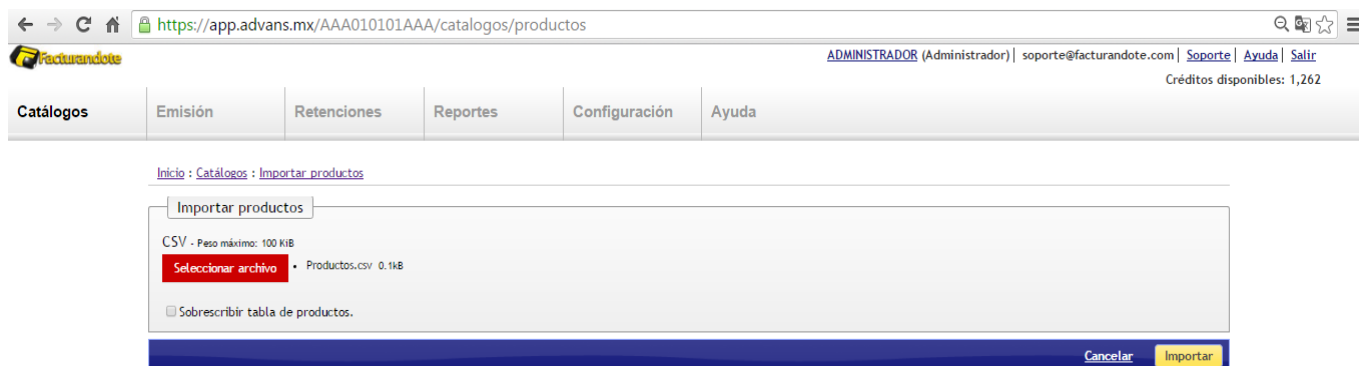 https://app.advans.mx/AAA010101AAA/catalogos/productos
Facturandote
ADMINISTRADOR (Administrador) | soporte@facturandote.com | Soporte | Ayuda | Salir
Créditos disponibles: 1,262
Catálogos Emisión Retenciones Reportes Configuración Ayuda
Inicio : Catálogos : Importar productos
Importar productos
CSV - Peso máximo: 100 KiB
Seleccionar archivo • Productos.csv 0.1kB
Sobrescribir tabla de productos.
Cancelar Importar